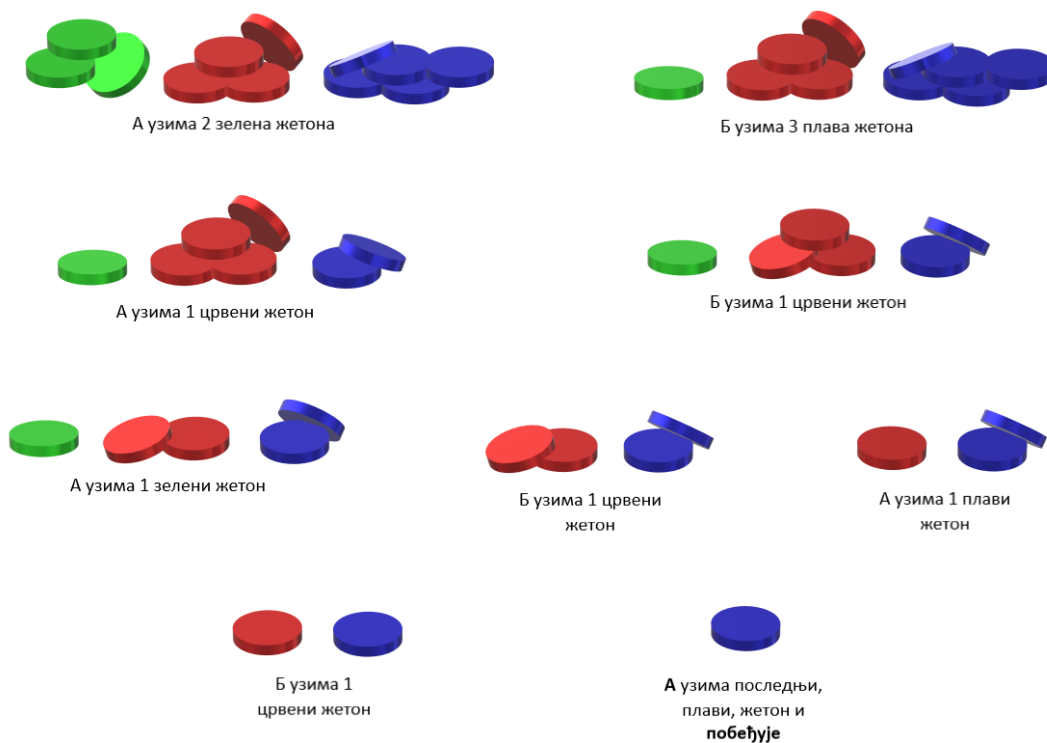 А узима 2 зелена жетона
Б узима 3 плава жетона
А узима 1 црвени жетон
Б узима 1 црвени жетон
А узима 1 зелени жетон
Б узима 1 црвени
жетон
А узима 1 плави
жетон
Б узима 1
црвени жетон
А узима последњи,
плави, жетон и
побеђује